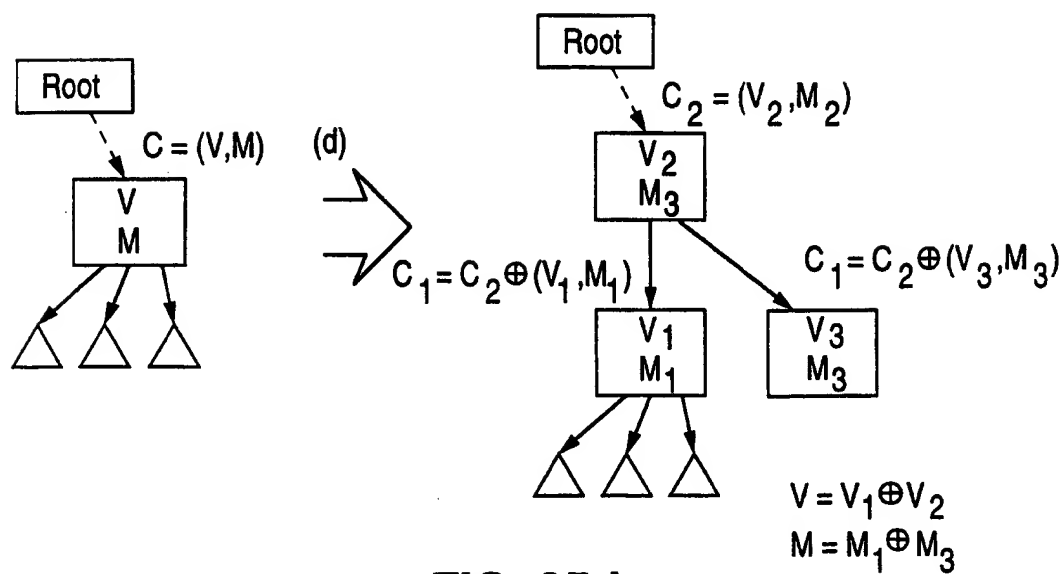 Root
C = (V,M)
V
M
(d)
Root
C2 = (V2,M2)
V2
M3
C1 = C2 ⊕ (V1,M1)
C1 = C2 ⊕ (V3,M3)
V1
M1
V3
M3
V = V1 ⊕ V2
M = M1 ⊕ M3